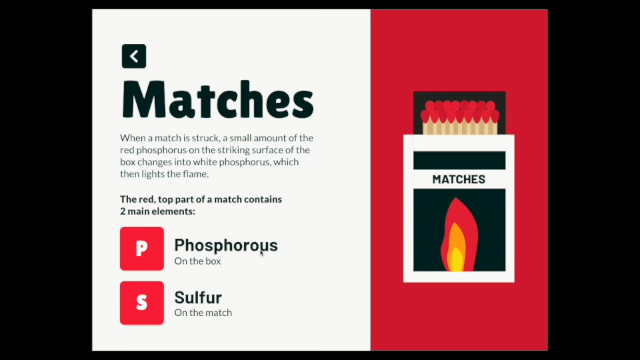 Matches
When a match is struck, a small amount of the
red phosphorus on the striking surface of the
box changes into white phosphorus, which
then lights the flame.
The red, top part of a match contains
2 main elements:
P
Phosphorous
On the box
S
Sulfur
On the match
MATCHES